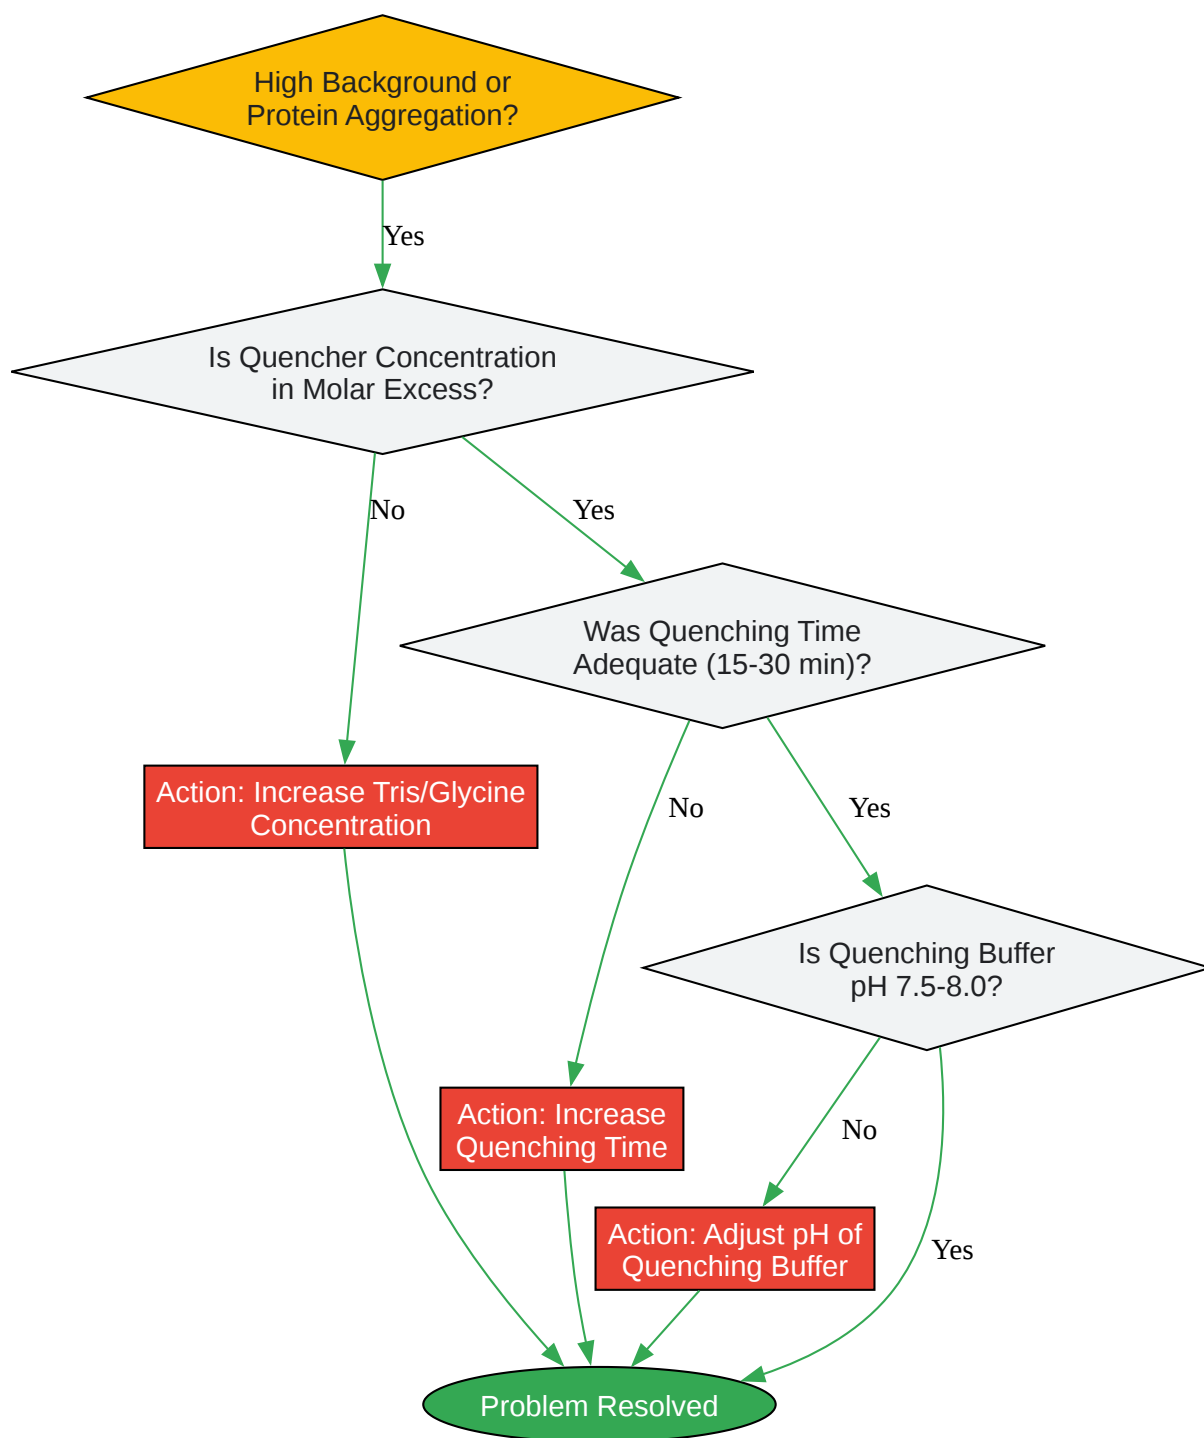 High Background or
Protein Aggregation?
Yes
Is Quencher Concentration
in Molar Excess?
No
Yes
Was Quenching Time
Adequate (15-30 min)?
Action: Increase Tris/Glycine
Concentration
No
Yes
Is Quenching Buffer
pH 7.5-8.0?
Action: Increase
Quenching Time
No
Action: Adjust pH of
Quenching Buffer
Yes
Problem Resolved